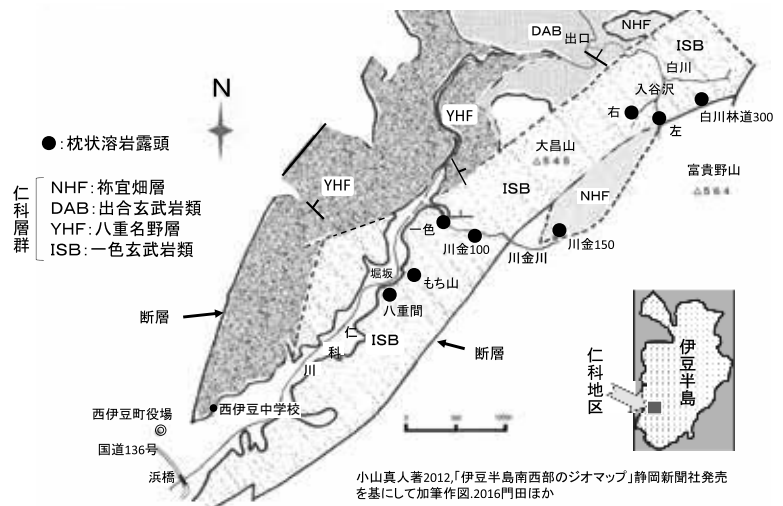 DAB 出口
NHF
ISB
白川
入谷沢
N
YHF
右
左
白川林道300
●:枕状溶岩露頭
大昌山
△545
富貴野山
△564
仁科層群
NHF:祢宜畑層
DAB:出合玄武岩類
YHF:八重名野層
ISB:一色玄武岩類
YHF
ISB
NHF
一色
川金100
川金川
川金150
堀坂
もち山
八重間
断層
仁科川
ISB
断層
伊豆半島
仁科地区
西伊豆中学校
西伊豆町役場
国道136号
浜橋
0 500 1000
小山真人著2012,「伊豆半島南西部のジオマップ」静岡新聞社発売
を基にして加筆作図.2016門田ほか